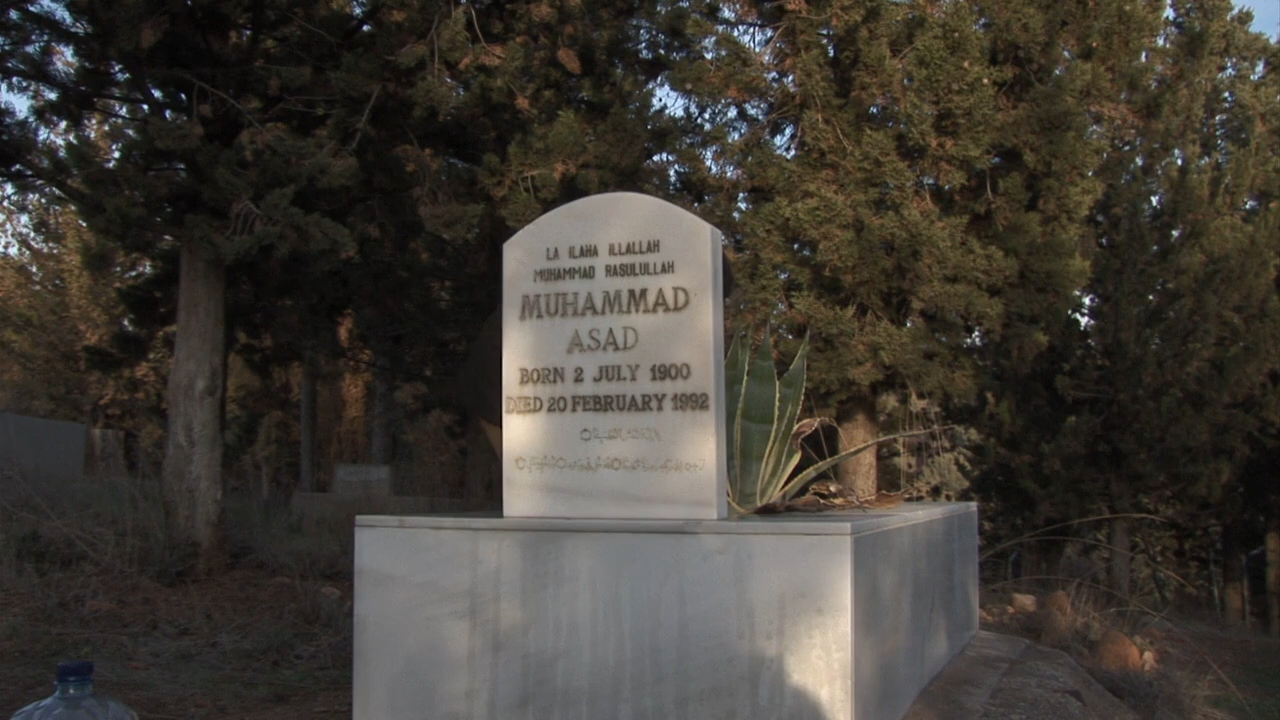 LA ILAHA ILLALLAH
MUHAMMAD RASULULLAH
MUHAMMAD
ASAD
BORN 2 JULY 1900
DIED 20 FEBRUARY 1992